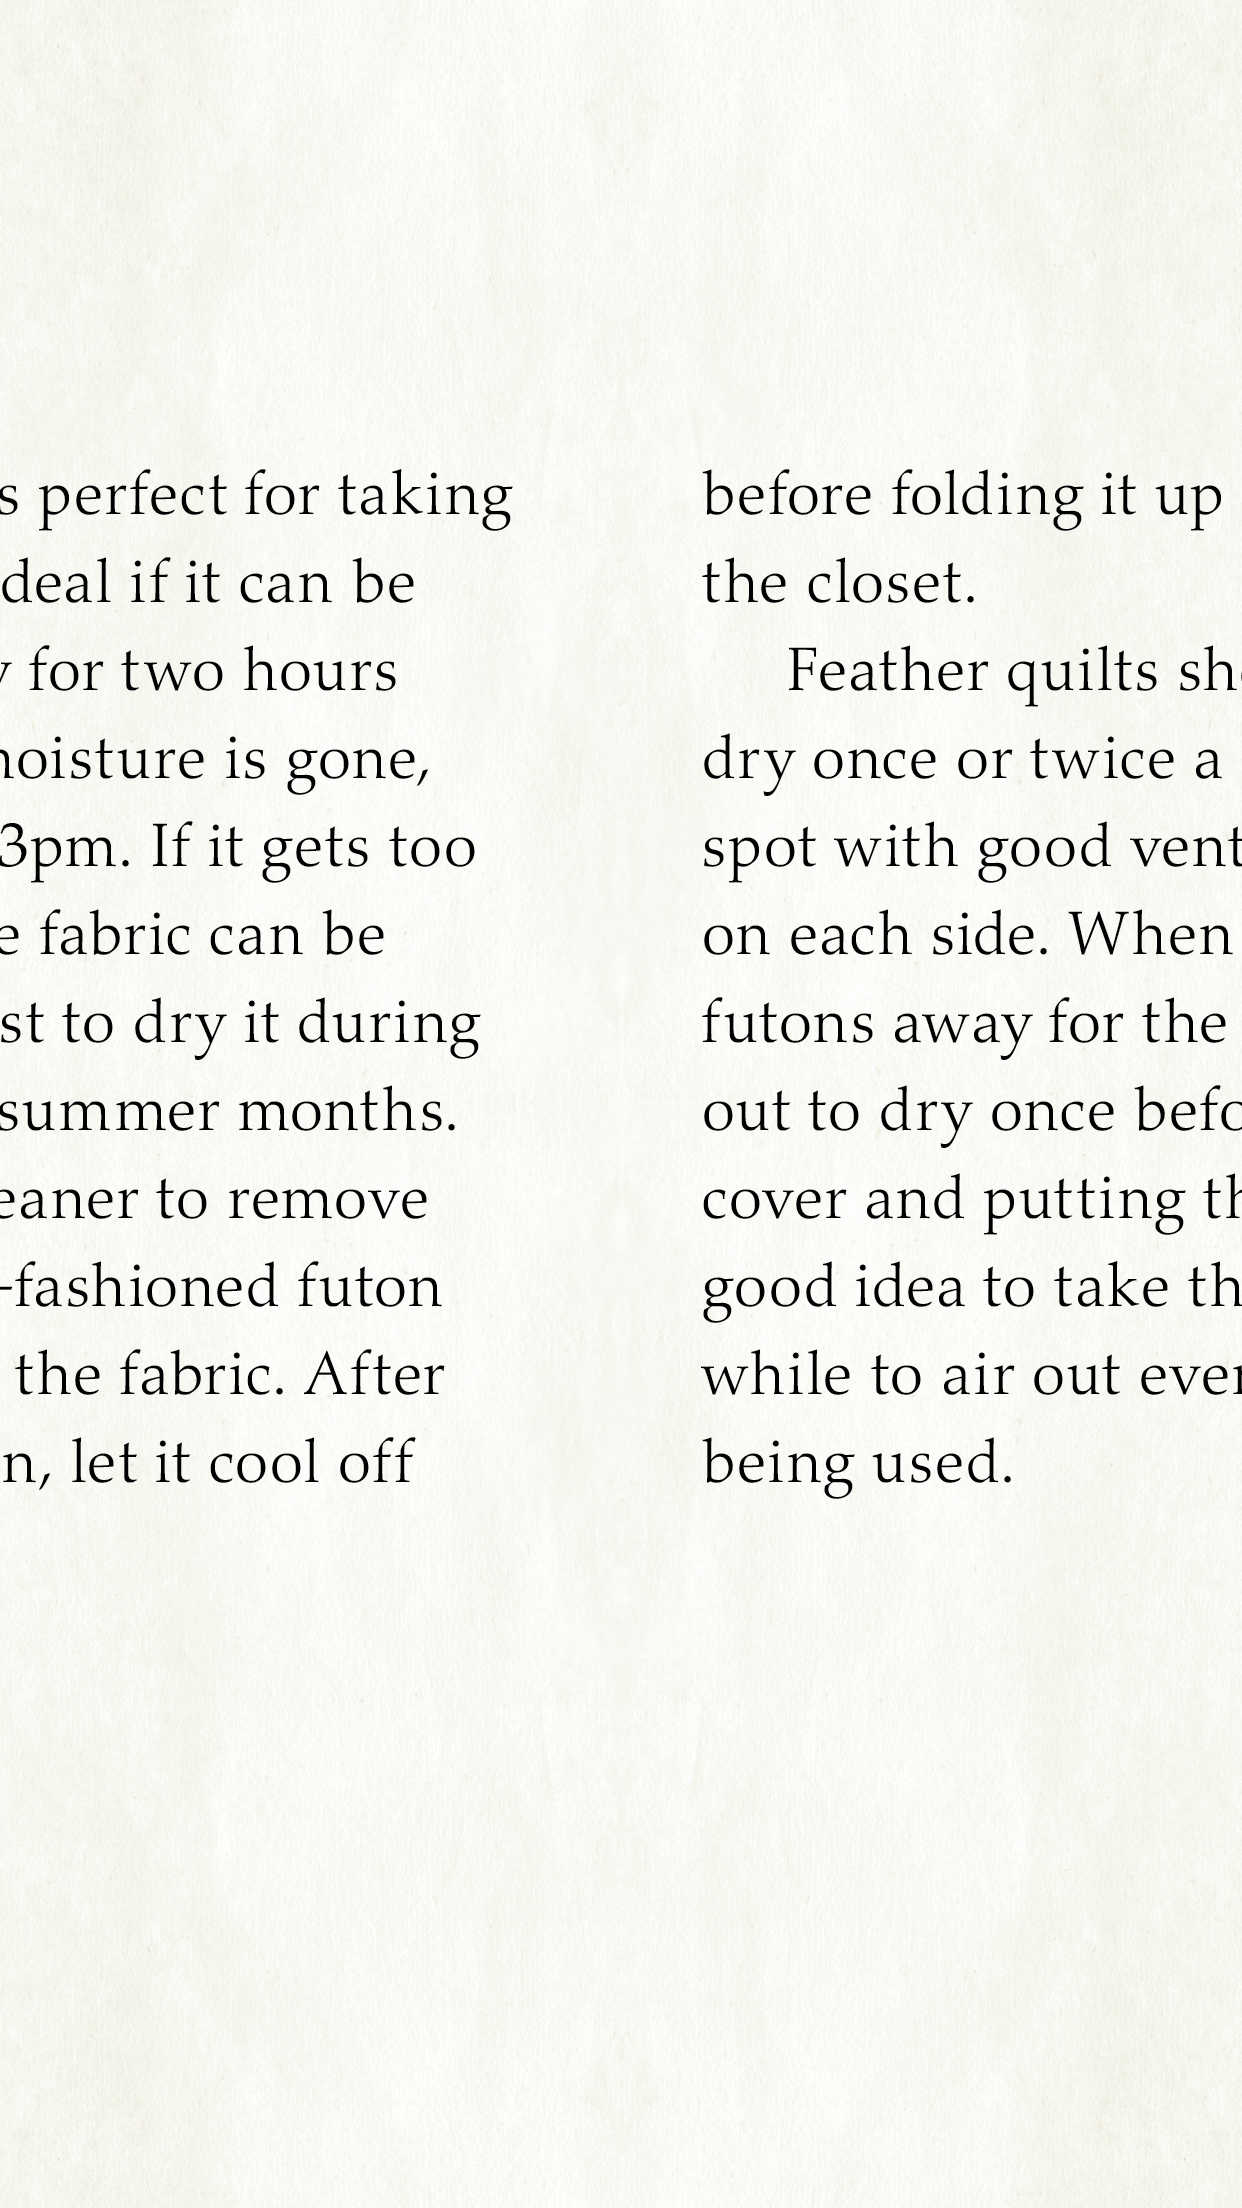 s perfect for taking
deal if it can be
for two hours
moisture is gone,
3pm. If it gets too
e fabric can be
st to dry it during
summer months.
eaner to remove
-fashioned futon
the fabric. After
n, let it cool off
before folding it up
the closet.
Feather quilts sh
dry once or twice a
spot with good vent
on each side. When
futons away for the
out to dry once befo
cover and putting th
good idea to take th
while to air out ever
being used.